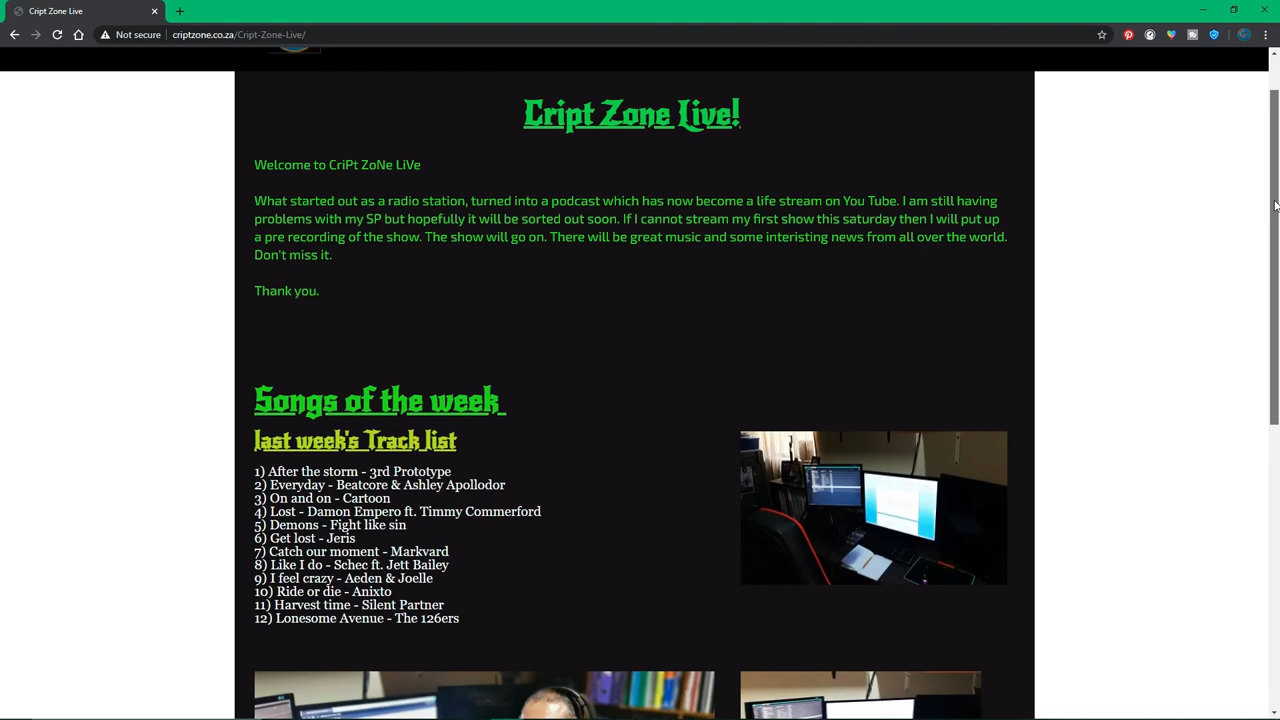 Cript Zone Live
Not secure
criptzone.co.za/Cript-Zone-Live/
Cript Zone Live!
Welcome to CriPt ZoNe LiVe
What started out as a radio station, turned into a podcast which has now become a life stream on You Tube. I am still having
problems with my SP but hopefully it will be sorted out soon. If I cannot stream my first show this saturday then I will put up
a pre recording of the show. The show will go on. There will be great music and some interisting news from all over the world.
Don't miss it.
Thank you.
Songs of the week
last week's Track list
1) After the storm - 3rd Prototype
2) Everyday - Beatcore & Ashley Apollodor
3) On and on - Cartoon
4) Lost - Damon Empero ft. Timmy Commerford
5) Demons - Fight like sin
6) Get lost - Jeris
7) Catch our moment - Markvard
8) Like I do - Schec ft. Jett Bailey
9) I feel crazy - Aeden & Joelle
10) Ride or die - Anixto
11) Harvest time - Silent Partner
12) Lonesome Avenue - The 126ers